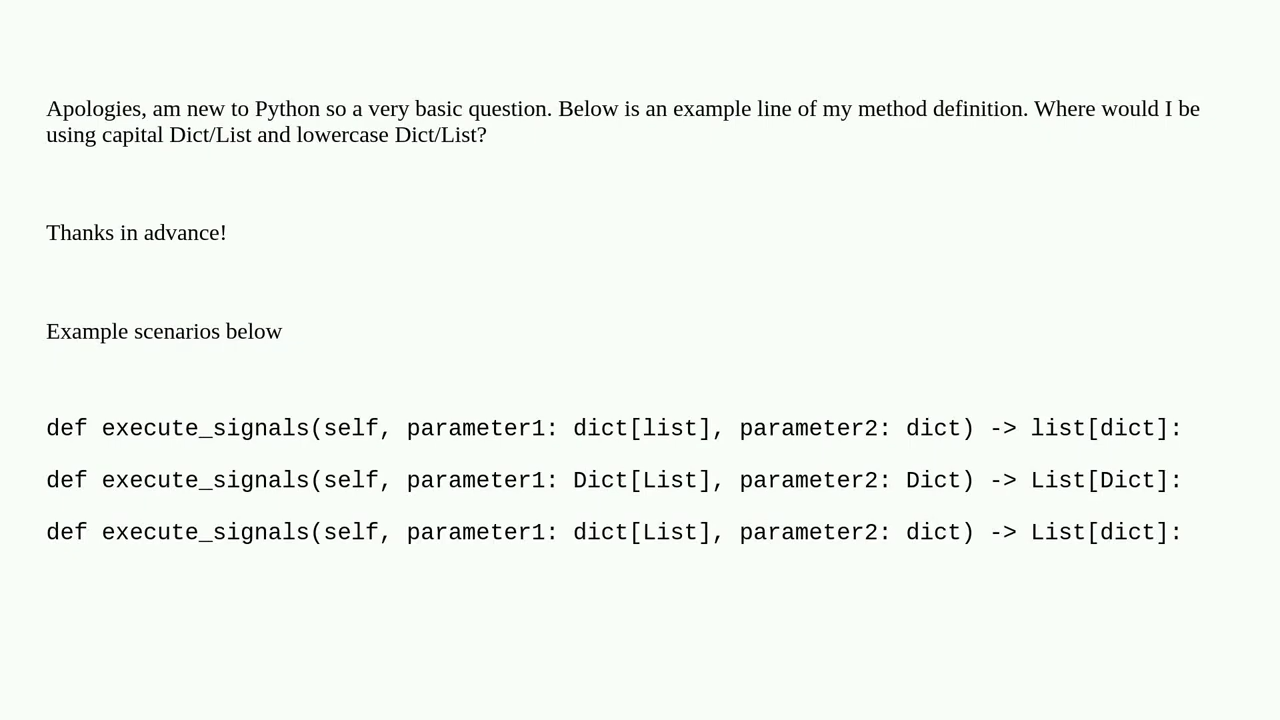 Apologies, am new to Python so a very basic question. Below is an example line of my method definition. Where would I be
using capital Dict/List and lowercase Dict/List?
Thanks in advance!
Example scenarios below
def execute_signals(self, parameter1: dict[list], parameter2: dict) -> list[dict]:
def execute_signals(self, parameter1: Dict[List], parameter2: Dict) -> List[Dict]:
def execute_signals(self, parameter1: dict[List], parameter2: dict) -> List[dict]: